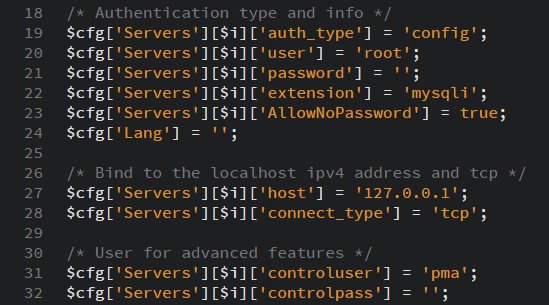 18 /* Authentication type and info */
19 $cfg['Servers'][$i]['auth_type'] = 'config';
20 $cfg['Servers'][$i]['user'] = 'root';
21 $cfg['Servers'][$i]['password'] = '';
22 $cfg['Servers'][$i]['extension'] = 'mysqli';
23 $cfg['Servers'][$i]['AllowNoPassword'] = true;
24 $cfg['Lang'] = '';
25
26 /* Bind to the localhost ipv4 address and tcp */
27 $cfg['Servers'][$i]['host'] = '127.0.0.1';
28 $cfg['Servers'][$i]['connect_type'] = 'tcp';
29
30 /* User for advanced features */
31 $cfg['Servers'][$i]['controluser'] = 'pma';
32 $cfg['Servers'][$i]['controlpass'] = '';